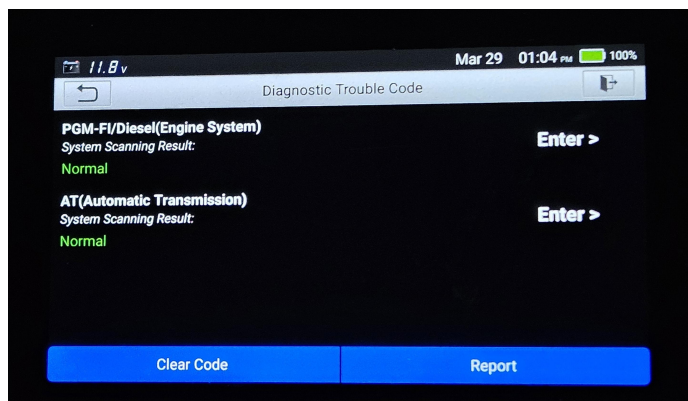 11.8 v
Mar 29 01:04 PM 100%
Diagnostic Trouble Code
PGM-FI/Diesel(Engine System)
System Scanning Result:
Enter >
Normal
AT(Automatic Transmission)
System Scanning Result:
Enter >
Normal
Clear Code
Report